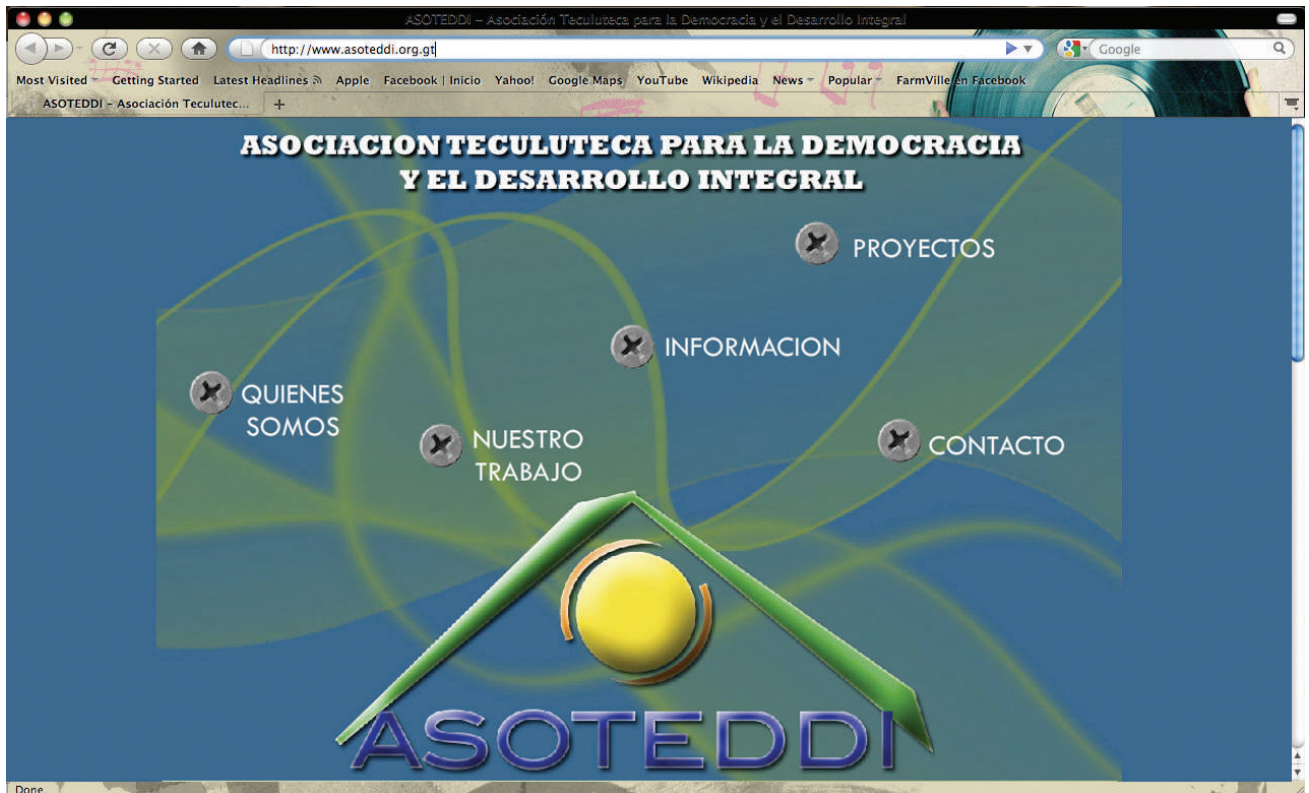 ASOTEDDI – Asociación Teculuteca para la Democracia y el Desarrollo Integral
http://www.asoteddi.org.gt
Google
Most Visited Getting Started Latest Headlines Apple Facebook | Inicio Yahoo! Google Maps YouTube Wikipedia News Popular FarmVille en Facebook
ASOTEDDI – Asociación Teculutec... +
ASOCIACION TECULUTECA PARA LA DEMOCRACIA
Y EL DESARROLLO INTEGRAL
PROYECTOS
INFORMACION
QUIENES
SOMOS
NUESTRO
TRABAJO
CONTACTO
ASOTEDDI
Done